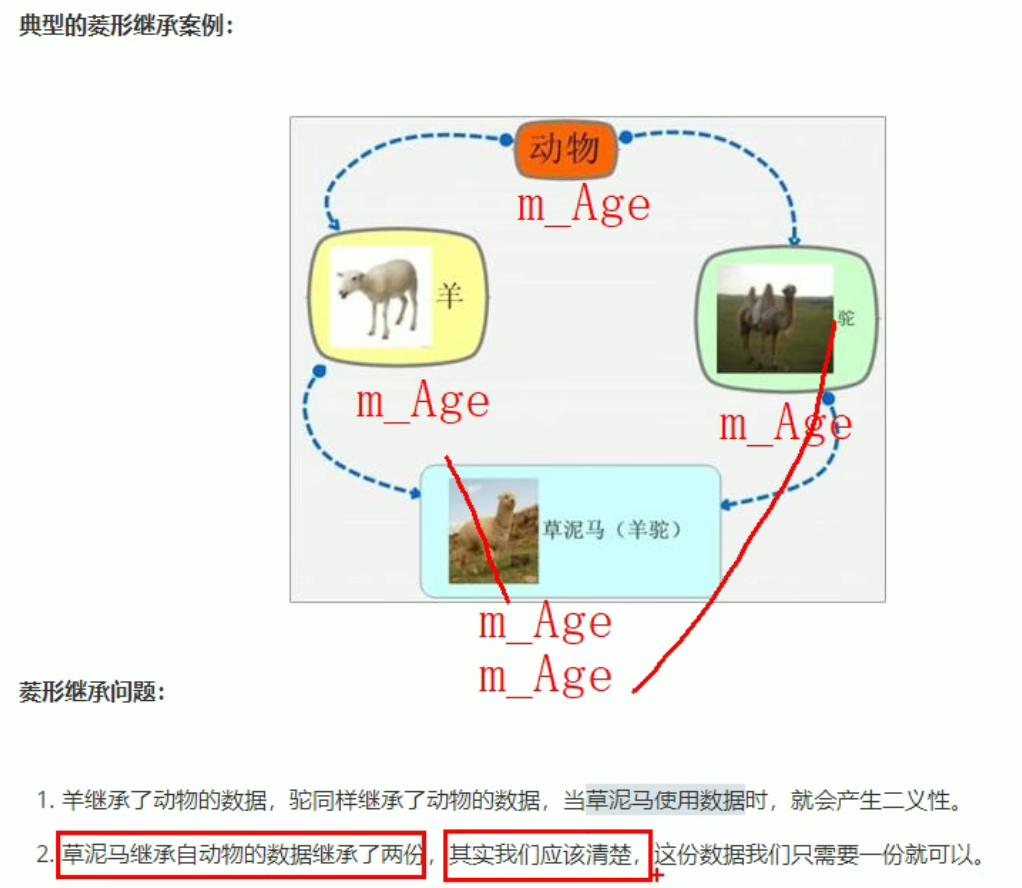 典型的菱形继承案例：
动物
m_Age
羊
驼
m_Age
m_Age
草泥马（羊驼）
m_Age
m_Age
菱形继承问题：
1. 羊继承了动物的数据，驼同样继承了动物的数据，当草泥马使用数据时，就会产生二义性。
2. 草泥马继承自动物的数据继承了两份，其实我们应该清楚，这份数据我们只需要一份就可以。